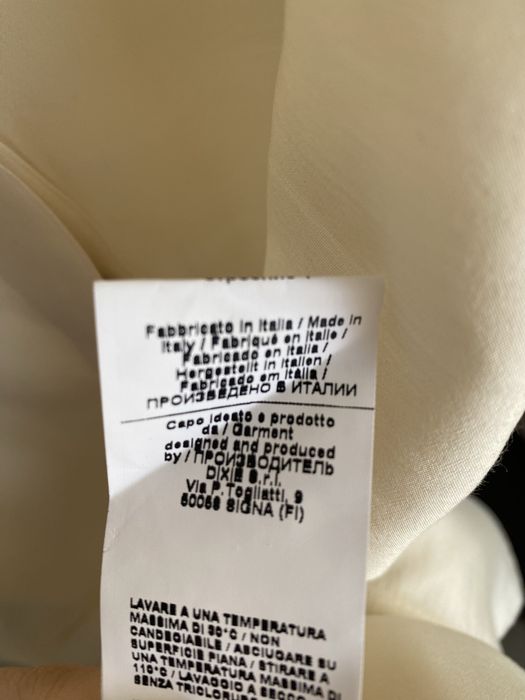 Fabbricato in Italia / Made in
Italy / Fabriqué en Italie /
Fabricado en Italia /
Hergestellt in Italien /
Fabricado em Itália /
ПРОИЗВЕДЕНО В ИТАЛИИ
Capo ideato e prodotto
da / Garment
designed and produced
by / ПРОИЗВОДИТЕЛЬ
DIXIE S.r.l.
Via P. Togliatti, 9
50058 SIGNA (FI)
LAVARE A UNA TEMPERATURA
MASSIMA DI 30°C / NON
CANDEGGIABILE / ASCIUGARE SU
SUPERFICIE PIANA / STIRARE A
UNA TEMPERATURA MASSIMA DI
110°C / LAVAGGIO A SECCO
SENZA